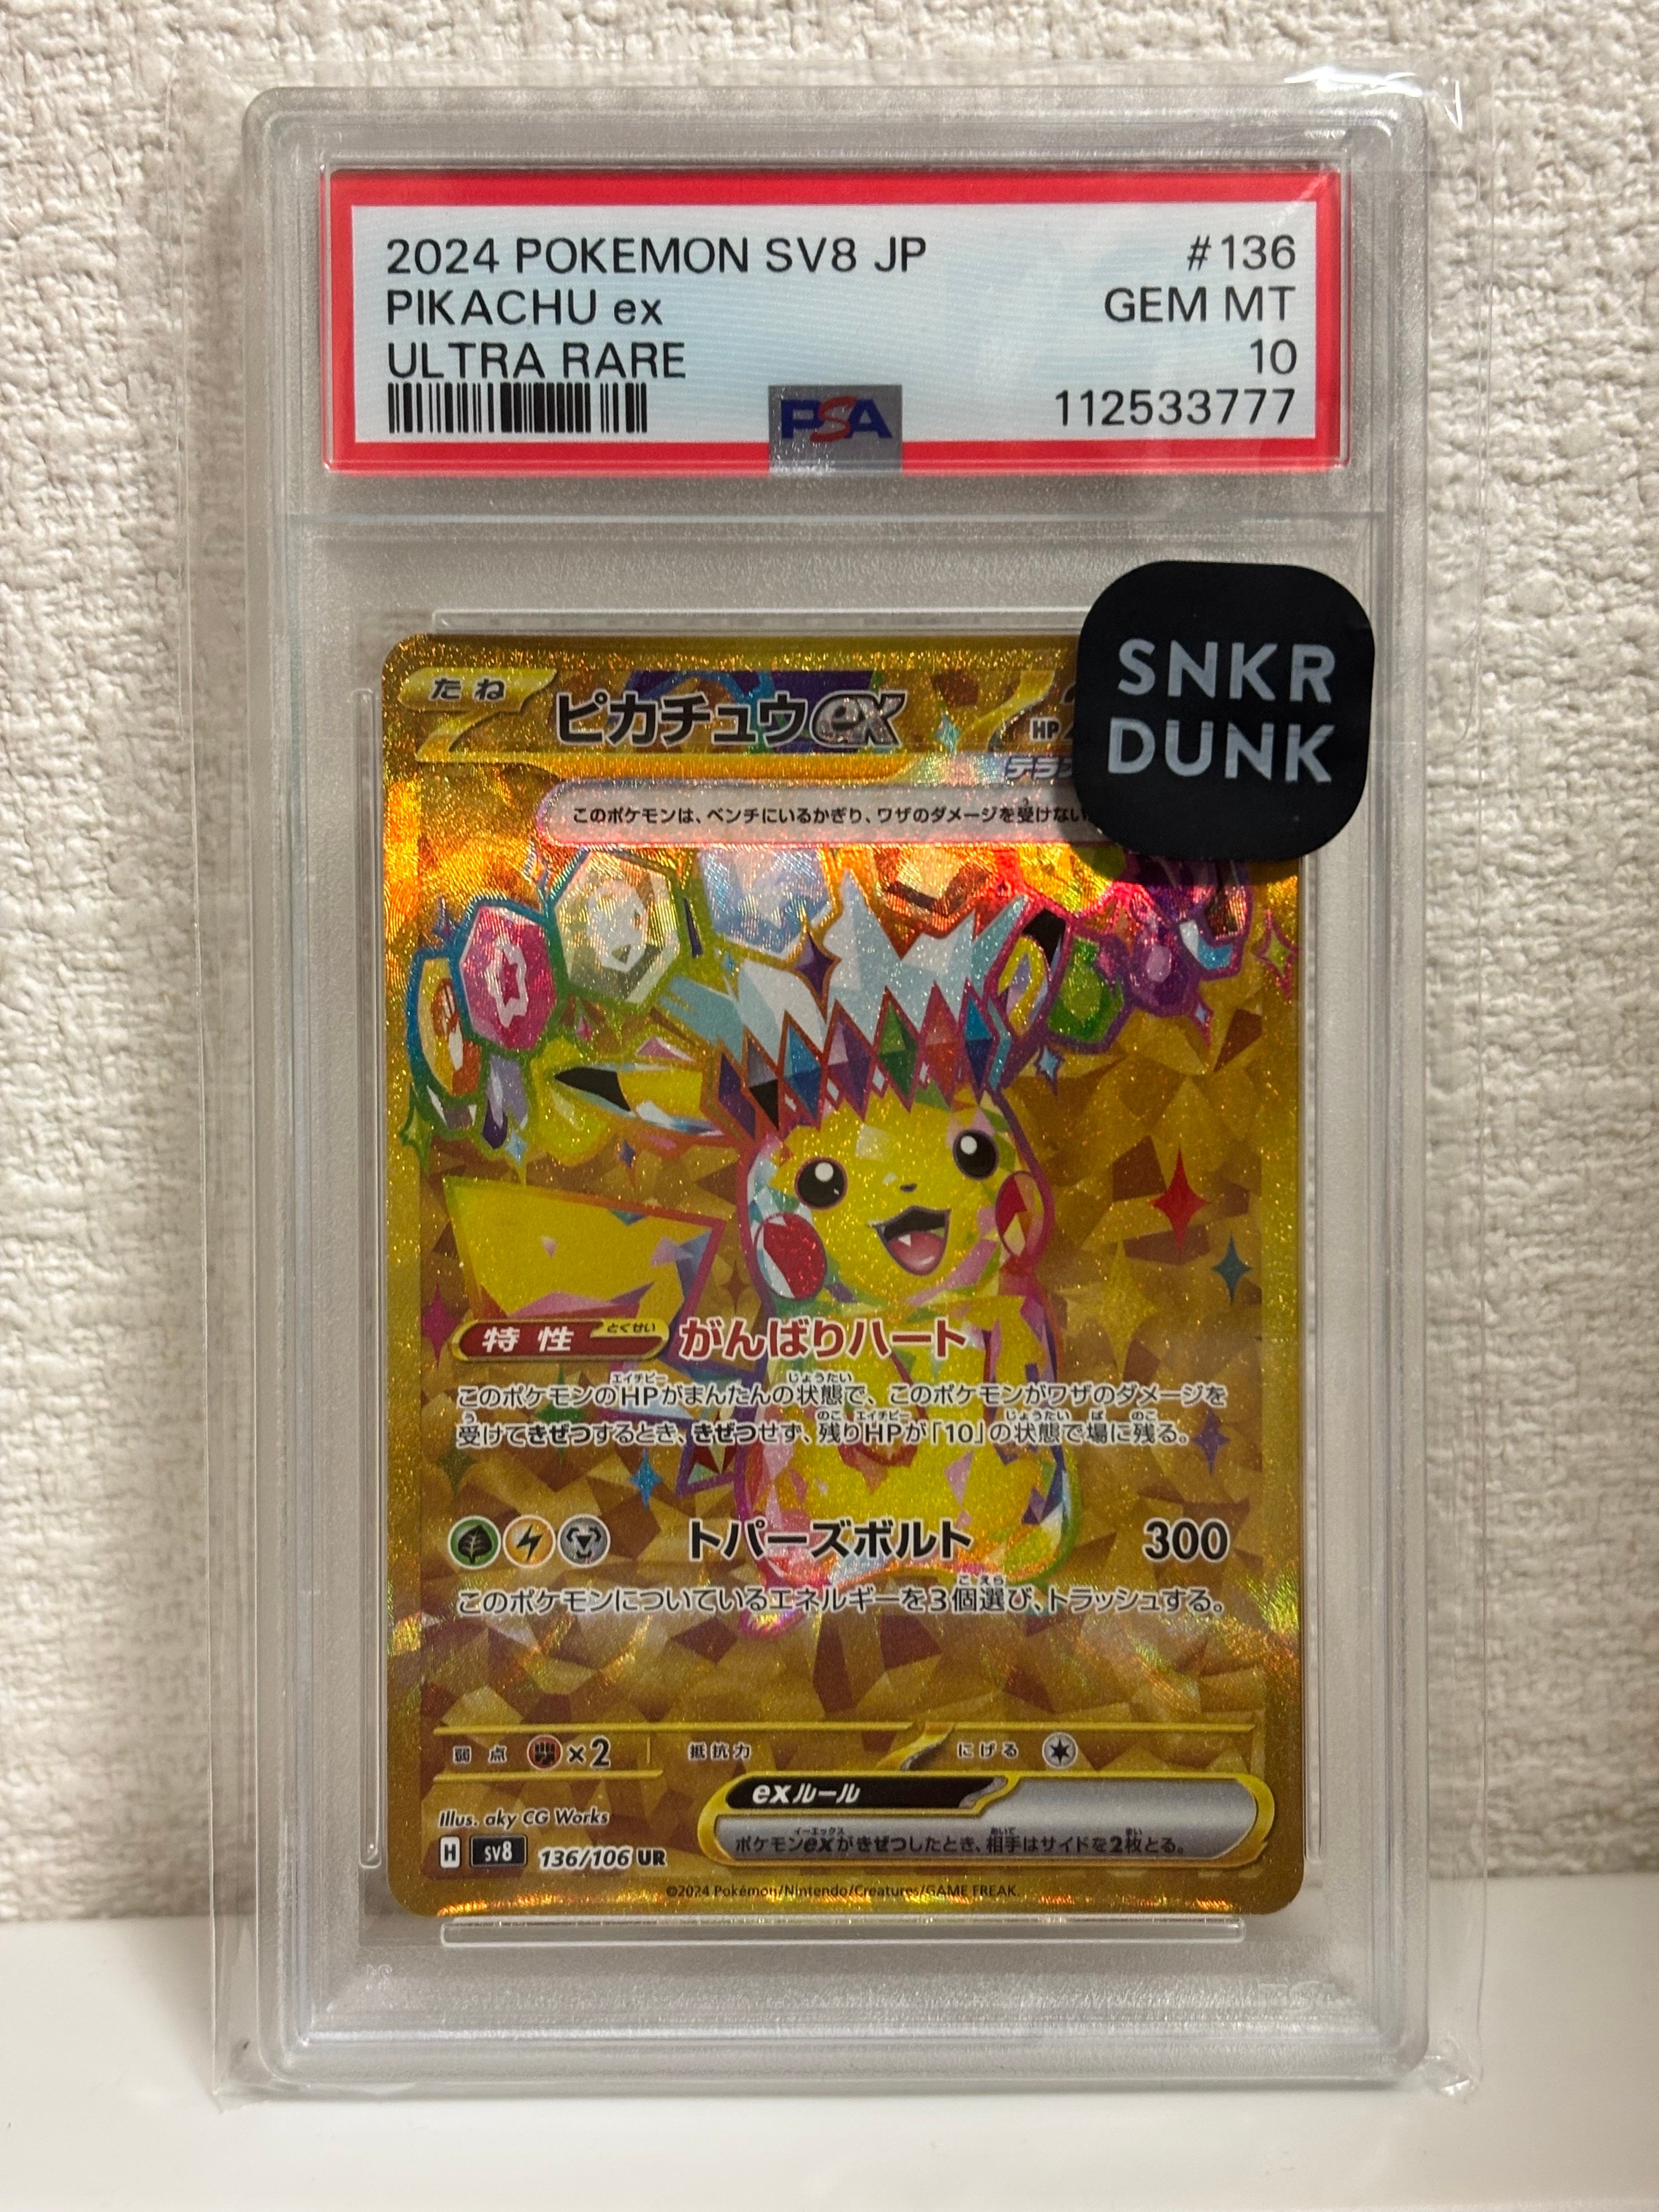 2024 POKEMON SV8 JP #136
PIKACHU ex GEM MT
ULTRA RARE 10
PSA 112533777
SNKR
DUNK
たね ピカチュウex HP
テラス
このポケモンは、ベンチにいるかぎり、ワザのダメージを受けない
特性 とくせい がんばりハート
このポケモンのHPがまんたんの状態で、このポケモンがワザのダメージを
受けてきぜつするとき、きぜつせず、残りHPが「10」の状態で場に残る。
トパーズボルト 300
このポケモンについているエネルギーを3個選び、トラッシュする。
弱点 ×2 抵抗力 にげる
exルール
ポケモンexがきぜつしたとき、相手はサイドを2枚とる。
Illus. aky CG Works
H sv8 136/106 UR
©2024 Pokémon/Nintendo/Creatures/GAME FREAK.